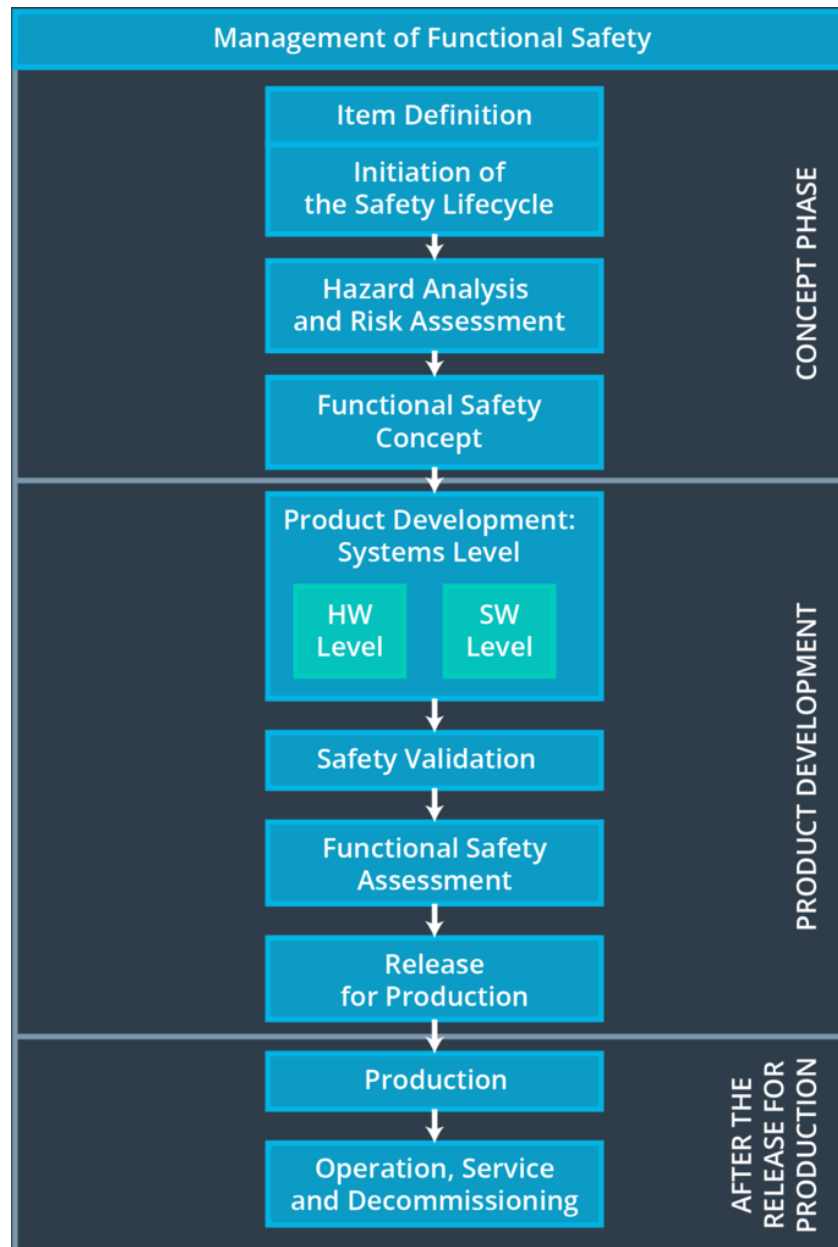 Management of Functional Safety
Item Definition
Initiation of
the Safety Lifecycle
Hazard Analysis
and Risk Assessment
Functional Safety
Concept
CONCEPT PHASE
Product Development:
Systems Level
HW
Level
SW
Level
Safety Validation
Functional Safety
Assessment
Release
for Production
PRODUCT DEVELOPMENT
Production
Operation, Service
and Decommissioning
AFTER THE
RELEASE FOR
PRODUCTION